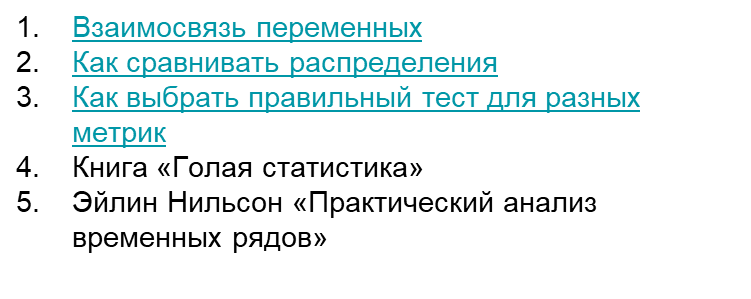 1. Взаимосвязь переменных
2. Как сравнивать распределения
3. Как выбрать правильный тест для разных
метрик
4. Книга «Голая статистика»
5. Эйлин Нильсон «Практический анализ
временных рядов»